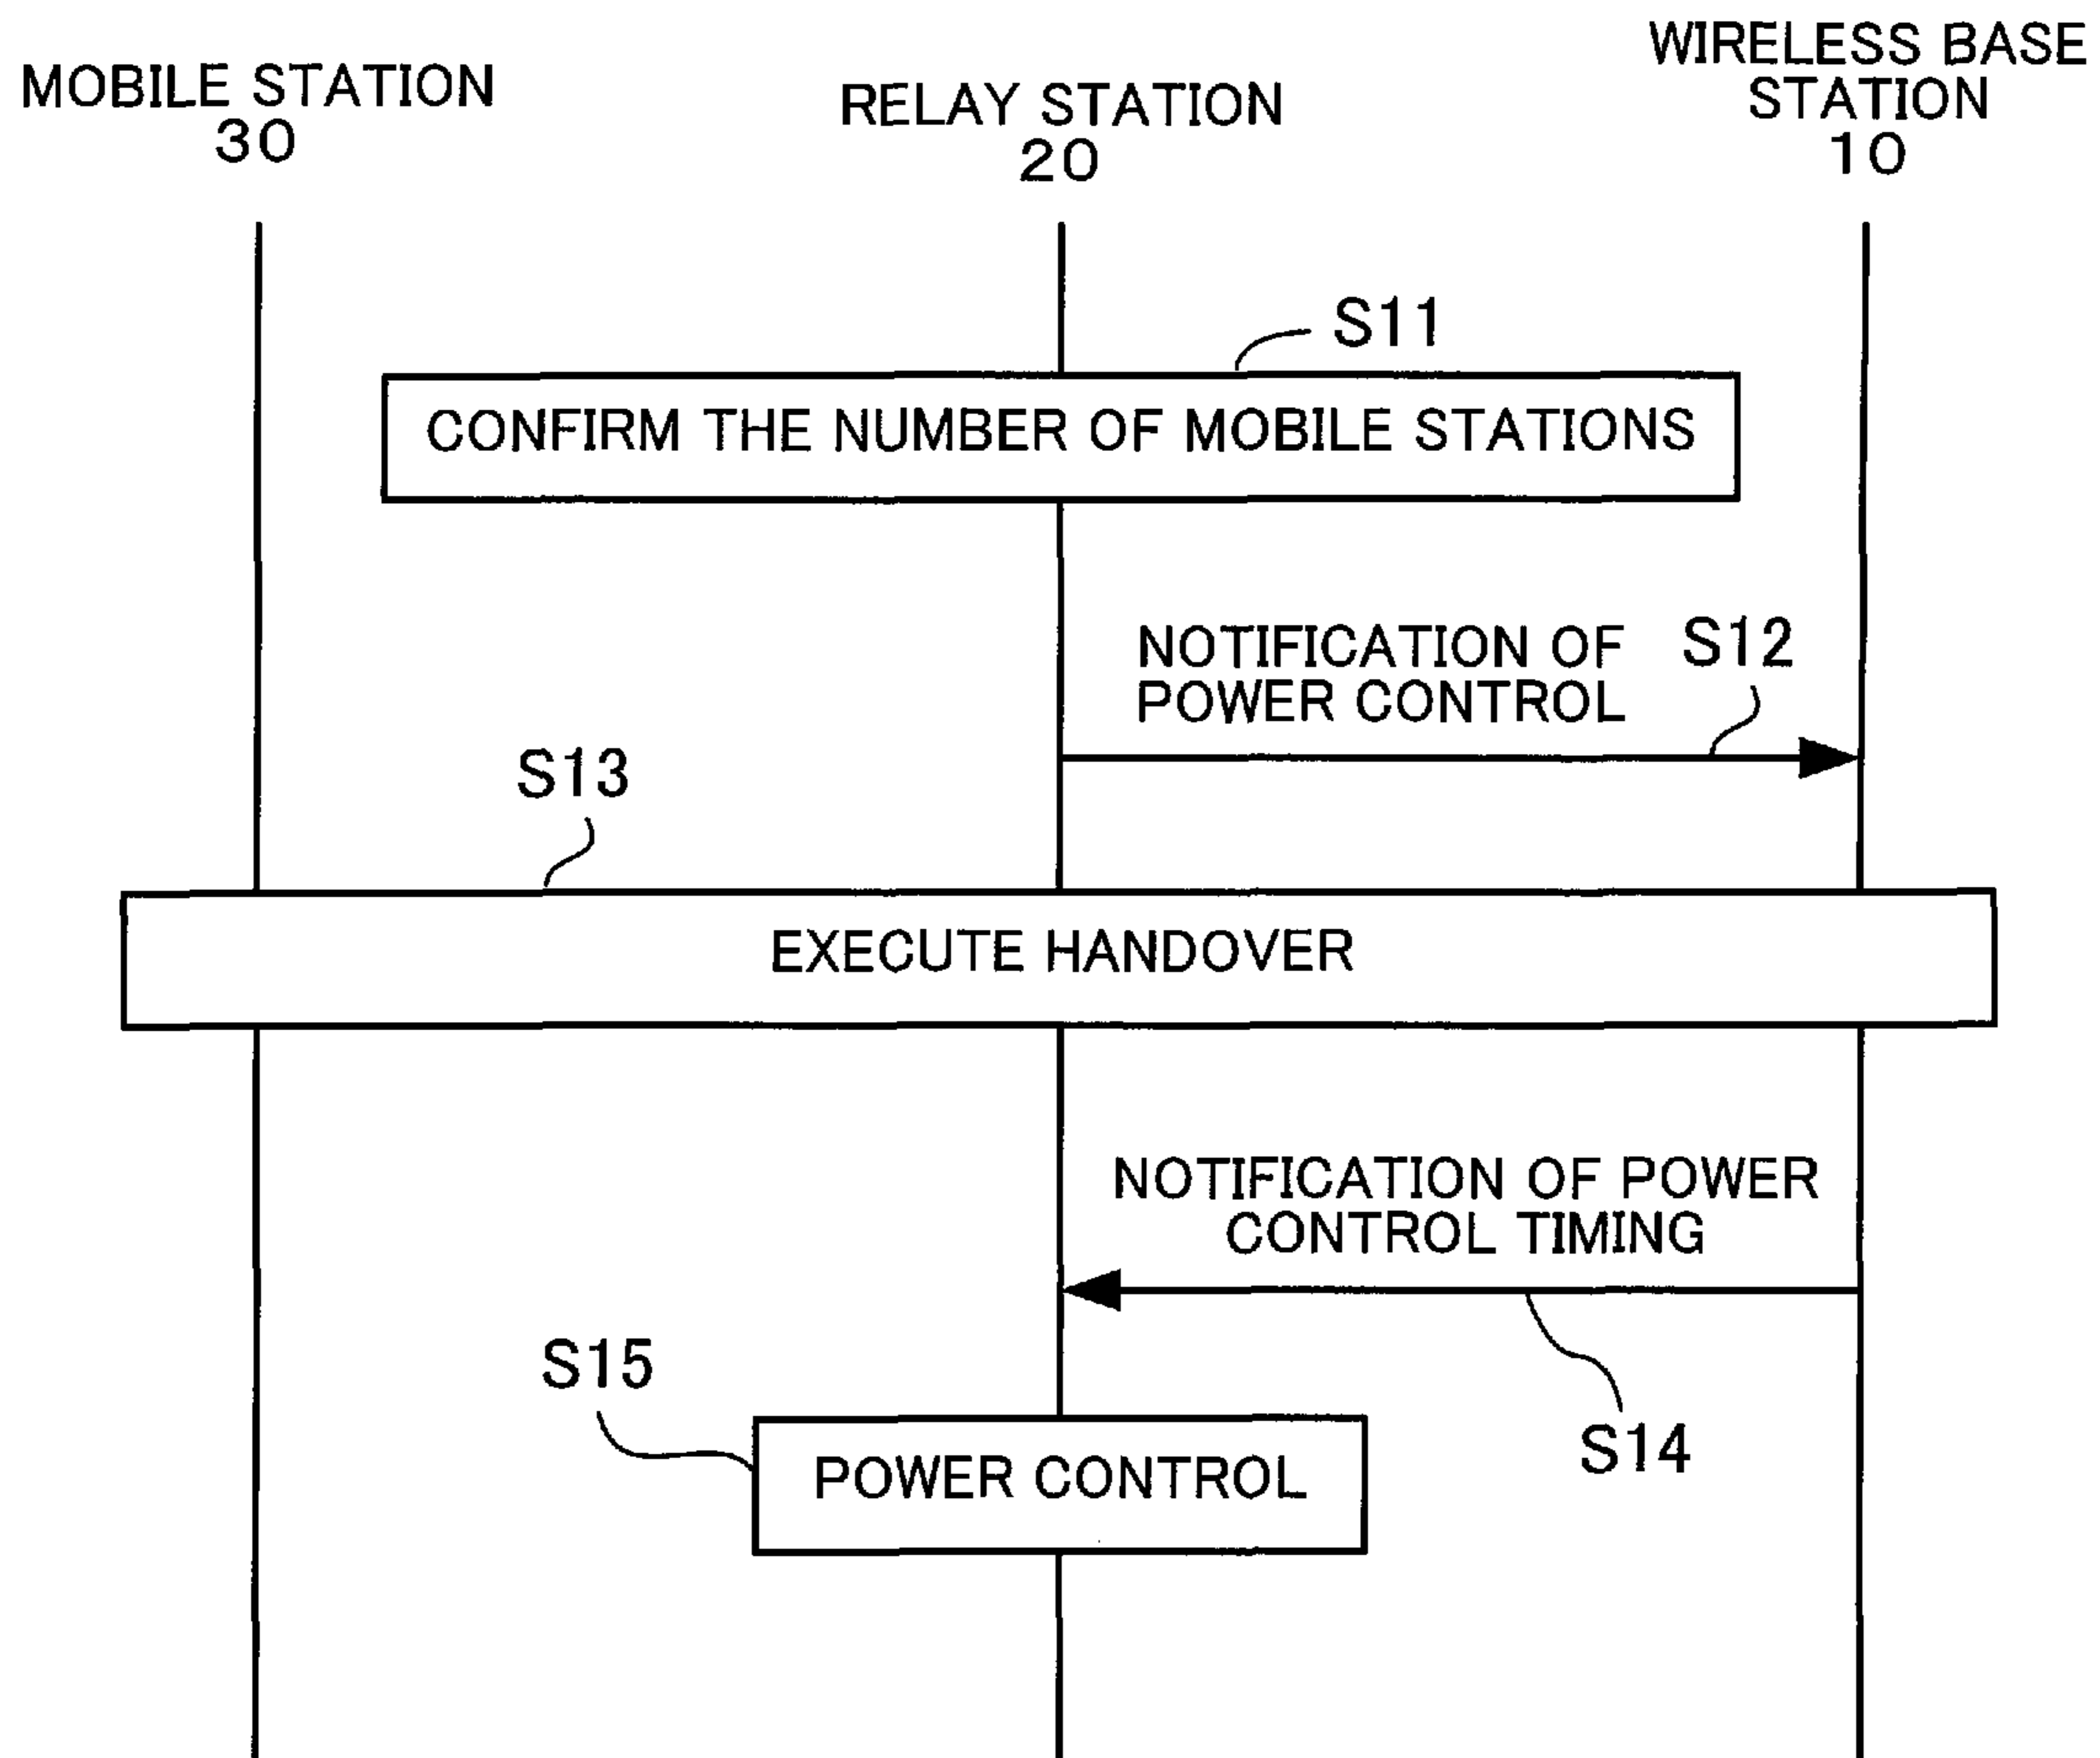 MOBILE STATION
30
RELAY STATION
20
WIRELESS BASE
STATION
10
S11
CONFIRM THE NUMBER OF MOBILE STATIONS
NOTIFICATION OF
POWER CONTROL
S12
S13
EXECUTE HANDOVER
NOTIFICATION OF POWER
CONTROL TIMING
S14
S15
POWER CONTROL